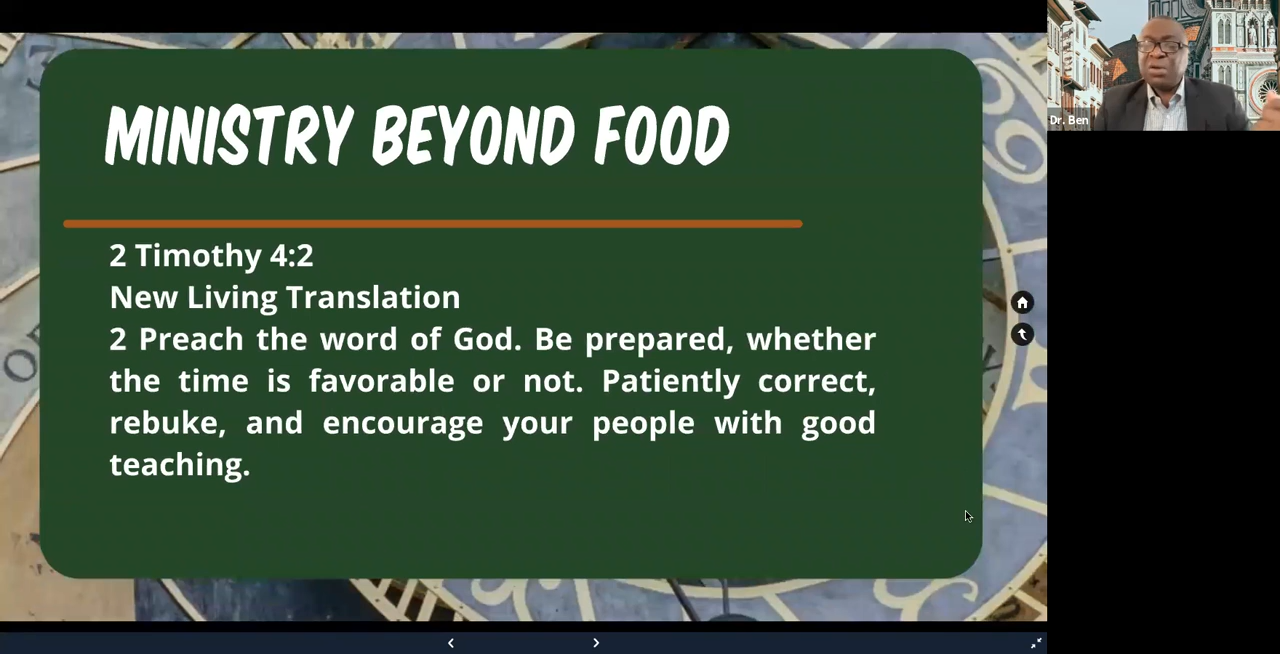 MINISTRY BEYOND FOOD
2 Timothy 4:2
New Living Translation
2 Preach the word of God. Be prepared, whether
the time is favorable or not. Patiently correct,
rebuke, and encourage your people with good
teaching.
Dr. Ben